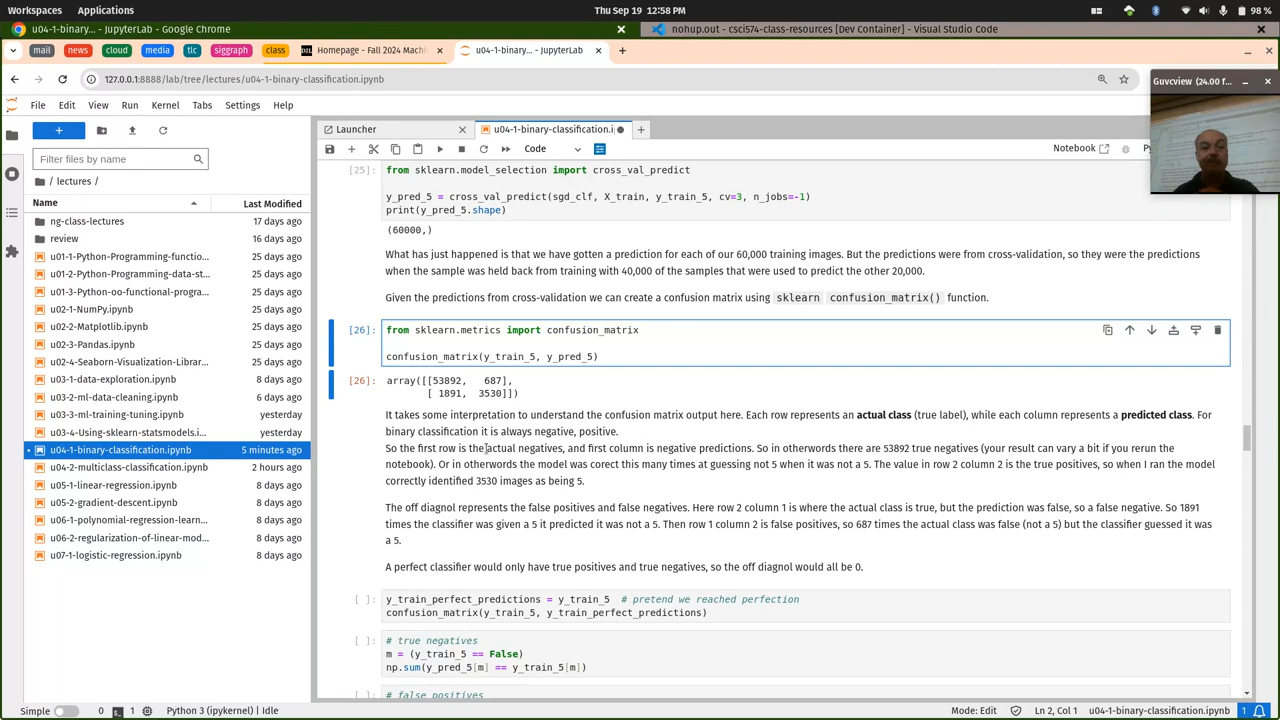 Workspaces Applications Thu Sep 19 12:58 PM 98 %
u04-1-binary... - JupyterLab - Google Chrome nohup.out - csci574-class-resources [Dev Container] - Visual Studio Code
mail news cloud media tlc siggraph class Homepage - Fall 2024 Machi u04-1-binary... - JupyterLab
127.0.0.1:8888/lab/tree/lectures/u04-1-binary_classification.ipynb
Guvcview (24.00 f...
File Edit View Run Kernel Tabs Settings Help
Launcher u04-1-binary-classification.i
Code Notebook Py
Filter files by name
/ lectures /
Name Last Modified
ng-class-lectures 17 days ago
review 16 days ago
u01-1-Python-Programming-functio... 25 days ago
u01-2-Python-Programming-data-st... 25 days ago
u01-3-Python-oo-functional-progra... 25 days ago
u02-1-NumPy.ipynb 25 days ago
u02-2-Matplotlib.ipynb 25 days ago
u02-3-Pandas.ipynb 25 days ago
u02-4-Seaborn-Visualization-Librar... 25 days ago
u03-1-data-exploration.ipynb 8 days ago
u03-2-ml-data-cleaning.ipynb 6 days ago
u03-3-ml-training-tuning.ipynb yesterday
u03-4-Using-sklearn-statsmodels.i... yesterday
u04-1-binary-classification.ipynb 5 minutes ago
u04-2-multiclass-classification.ipynb 2 hours ago
u05-1-linear-regression.ipynb 8 days ago
u05-2-gradient-descent.ipynb 8 days ago
u06-1-polynomial-regression-learn... 8 days ago
u06-2-regularization-of-linear-mod... 8 days ago
u07-1-logistic-regression.ipynb 8 days ago
[25]: from sklearn.model_selection import cross_val_predict
y_pred_5 = cross_val_predict(sgd_clf, X_train, y_train_5, cv=3, n_jobs=-1)
print(y_pred_5.shape)
(60000,)
What has just happened is that we have gotten a prediction for each of our 60,000 training images. But the predictions were from cross-validation, so they were the predictions
when the sample was held back from training with 40,000 of the samples that were used to predict the other 20,000.
Given the predictions from cross-validation we can create a confusion matrix using sklearn confusion_matrix() function.
[26]: from sklearn.metrics import confusion_matrix
confusion_matrix(y_train_5, y_pred_5)
[26]: array([[53892, 687],
[ 1891, 3530]])
It takes some interpretation to understand the confusion matrix output here. Each row represents an actual class (true label), while each column represents a predicted class. For
binary classification it is always negative, positive.
So the first row is the actual negatives, and first column is negative predictions. So in otherwords there are 53892 true negatives (your result can vary a bit if you rerun the
notebook). Or in otherwords the model was corect this many times at guessing not 5 when it was not a 5. The value in row 2 column 2 is the true positives, so when I ran the model
correctly identified 3530 images as being 5.
The off diagnol represents the false positives and false negatives. Here row 2 column 1 is where the actual class is true, but the prediction was false, so a false negative. So 1891
times the classifier was given a 5 it predicted it was not a 5. Then row 1 column 2 is false positives, so 687 times the actual class was false (not a 5) but the classifier guessed it was
a 5.
A perfect classifier would only have true positives and true negatives, so the off diagnol would all be 0.
[ ]: y_train_perfect_predictions = y_train_5 # pretend we reached perfection
confusion_matrix(y_train_5, y_train_perfect_predictions)
[ ]: # true negatives
m = (y_train_5 == False)
np.sum(y_pred_5[m] == y_train_5[m])
[ ]: # false positives
Simple 0 1 Python 3 (ipykernel) | Idle Mode: Edit Ln 2, Col 1 u04-1-binary-classification.ipynb 1